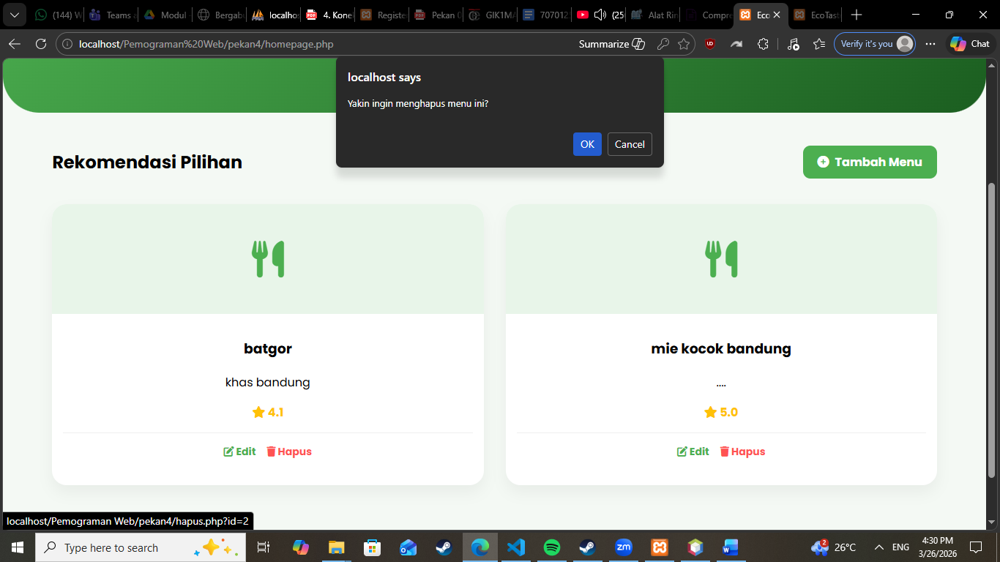 (144) W
Teams a
Modul -
Bergab
localhos
4. Kone
Registe
Pekan 0
GIK1MA
707012
(25
Alat Rin
Compre
Eco
EcoTast
localhost/Pemograman%20Web/pekan4/homepage.php
Summarize
Verify it's you
Chat
localhost says
Yakin ingin menghapus menu ini?
OK
Cancel
Rekomendasi Pilihan
Tambah Menu
batgor
mie kocok bandung
khas bandung
....
4.1
5.0
Edit Hapus
Edit Hapus
localhost/Pemograman Web/pekan4/hapus.php?id=2
Type here to search
zm
2
26°C
ENG
4:30 PM
3/26/2026